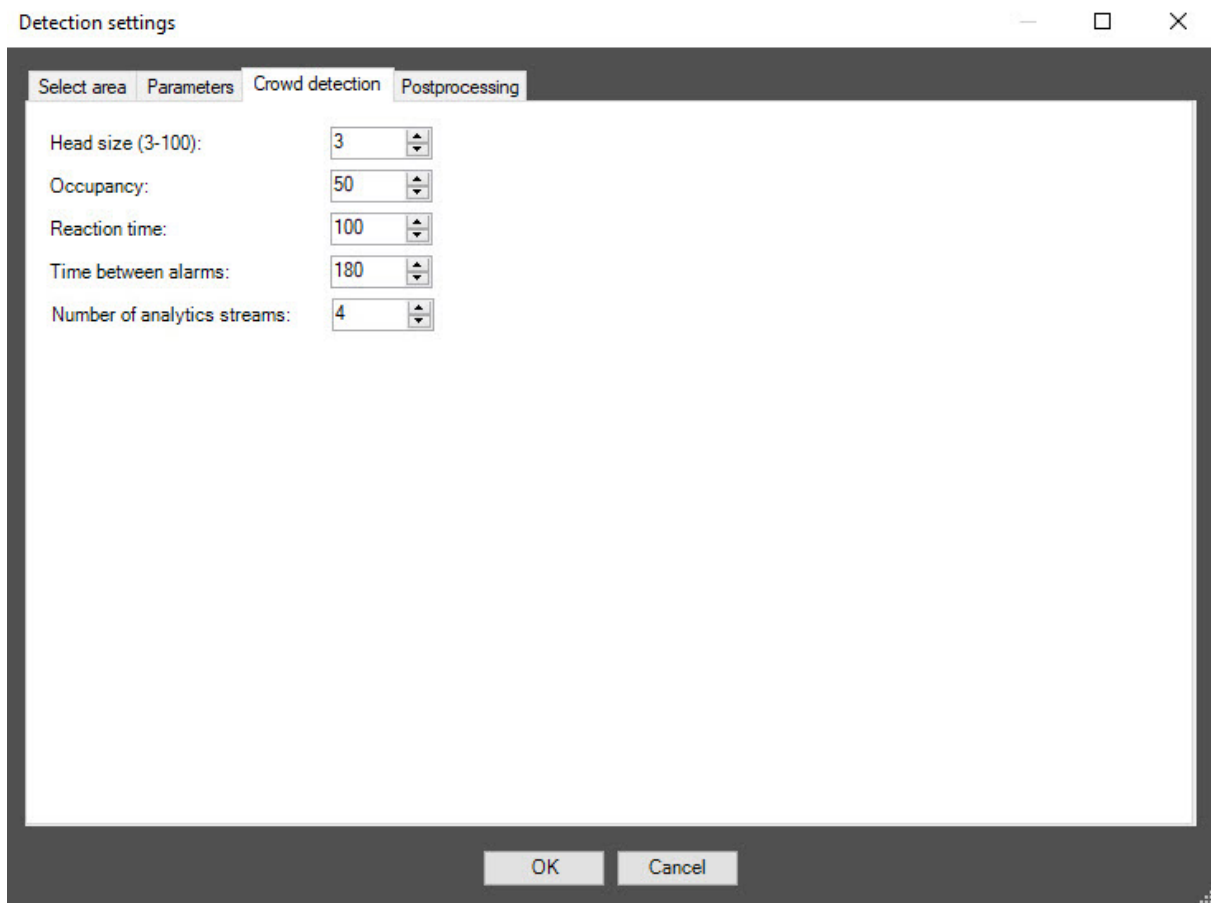 Detection settings
Select area Parameters Crowd detection Postprocessing
Head size (3-100): 3
Occupancy: 50
Reaction time: 100
Time between alarms: 180
Number of analytics streams: 4
OK Cancel